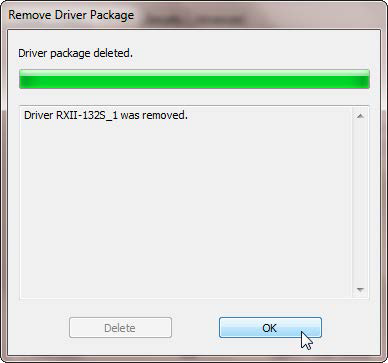 Remove Driver Package
Driver package deleted.
Driver RXII-132S_1 was removed.
Delete
OK